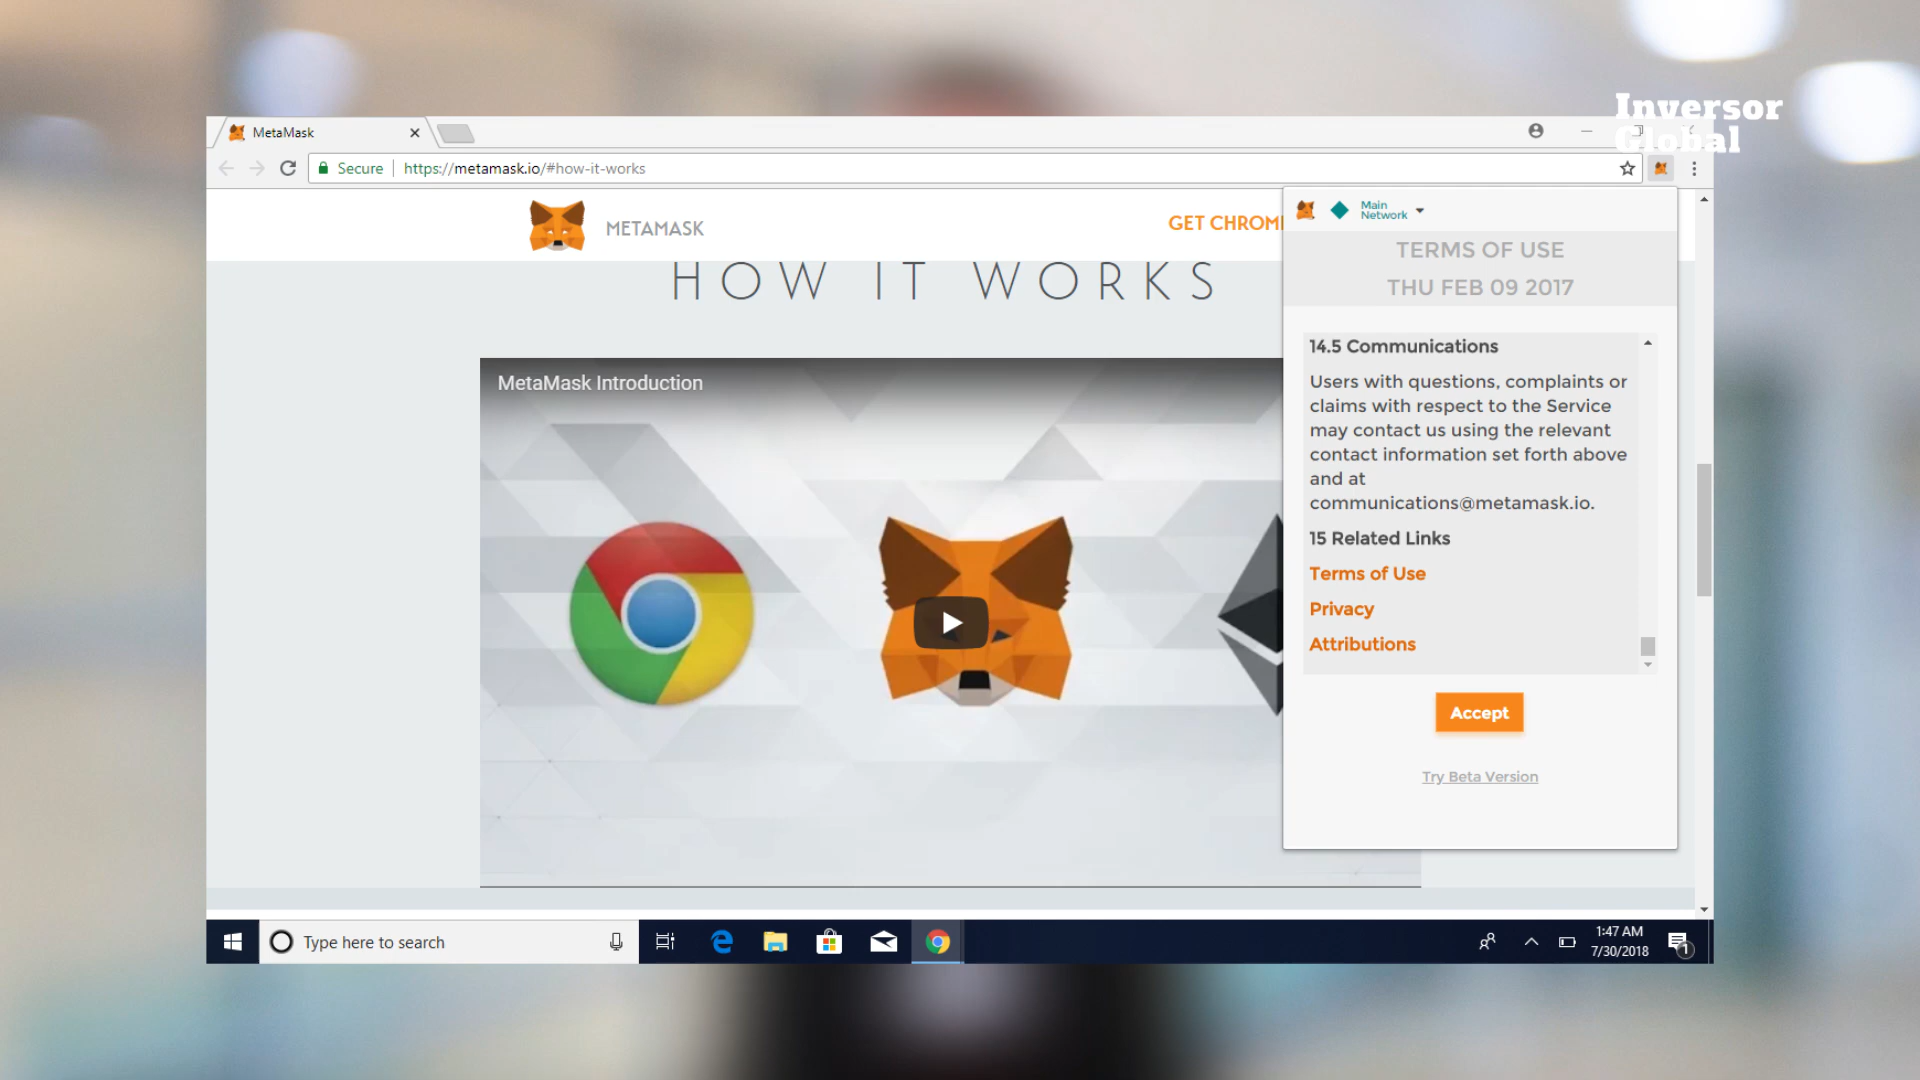 Inversor
Global
MetaMask
Secure
https://metamask.io/#how-it-works
METAMASK
GET CHROME
HOW IT WORKS
MetaMask Introduction
Main
Network
TERMS OF USE
THU FEB 09 2017
14.5 Communications
Users with questions, complaints or
claims with respect to the Service
may contact us using the relevant
contact information set forth above
and at
communications@metamask.io.
15 Related Links
Terms of Use
Privacy
Attributions
Accept
Try Beta Version
Type here to search
1:47 AM
7/30/2018
1